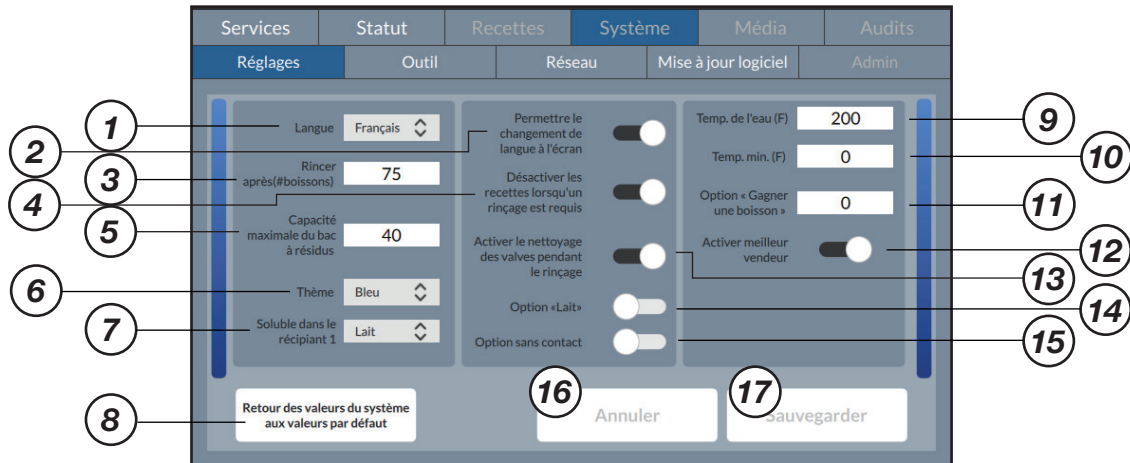 Services Statut Recettes Système Média Audits
Réglages Outil Réseau Mise à jour logiciel Admin
1
2
3
4
5
6
7
8
Langue Français
Rincer
après(#boissons) 75
Capacité
maximale du bac
à résidus
40
Thème Bleu
Soluble dans le
récipiant 1
Lait
Permettre le
changement de
langue à l'écran
Désactiver les
recettes lorsqu'un
rinçage est requis
Activer le nettoyage
des valves pendant
le rinçage
Option «Lait»
Option sans contact
Temp. de l'eau (F) 200
Temp. min. (F) 0
Option « Gagner
une boisson »
0
Activer meilleur
vendeur
9
10
11
12
13
14
15
Retour des valeurs du système
aux valeurs par défaut
16
Annuler
17
Sauvegarder